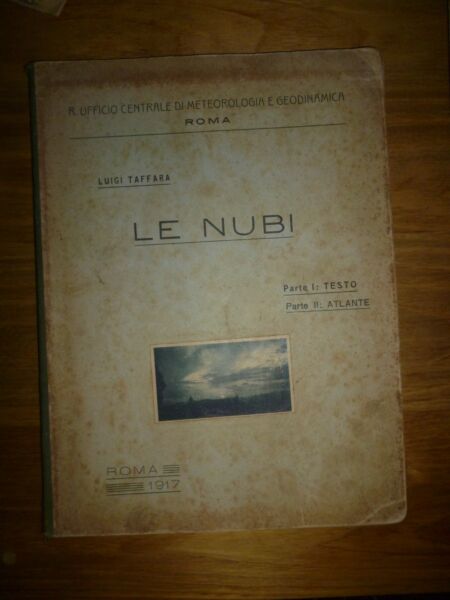 R. UFFICIO CENTRALE DI METEOROLOGIA E GEODINAMICA
ROMA
LUIGI TAFFARA
LE NUBI
Parte I: TESTO
Parte II: ATLANTE
ROMA
1917